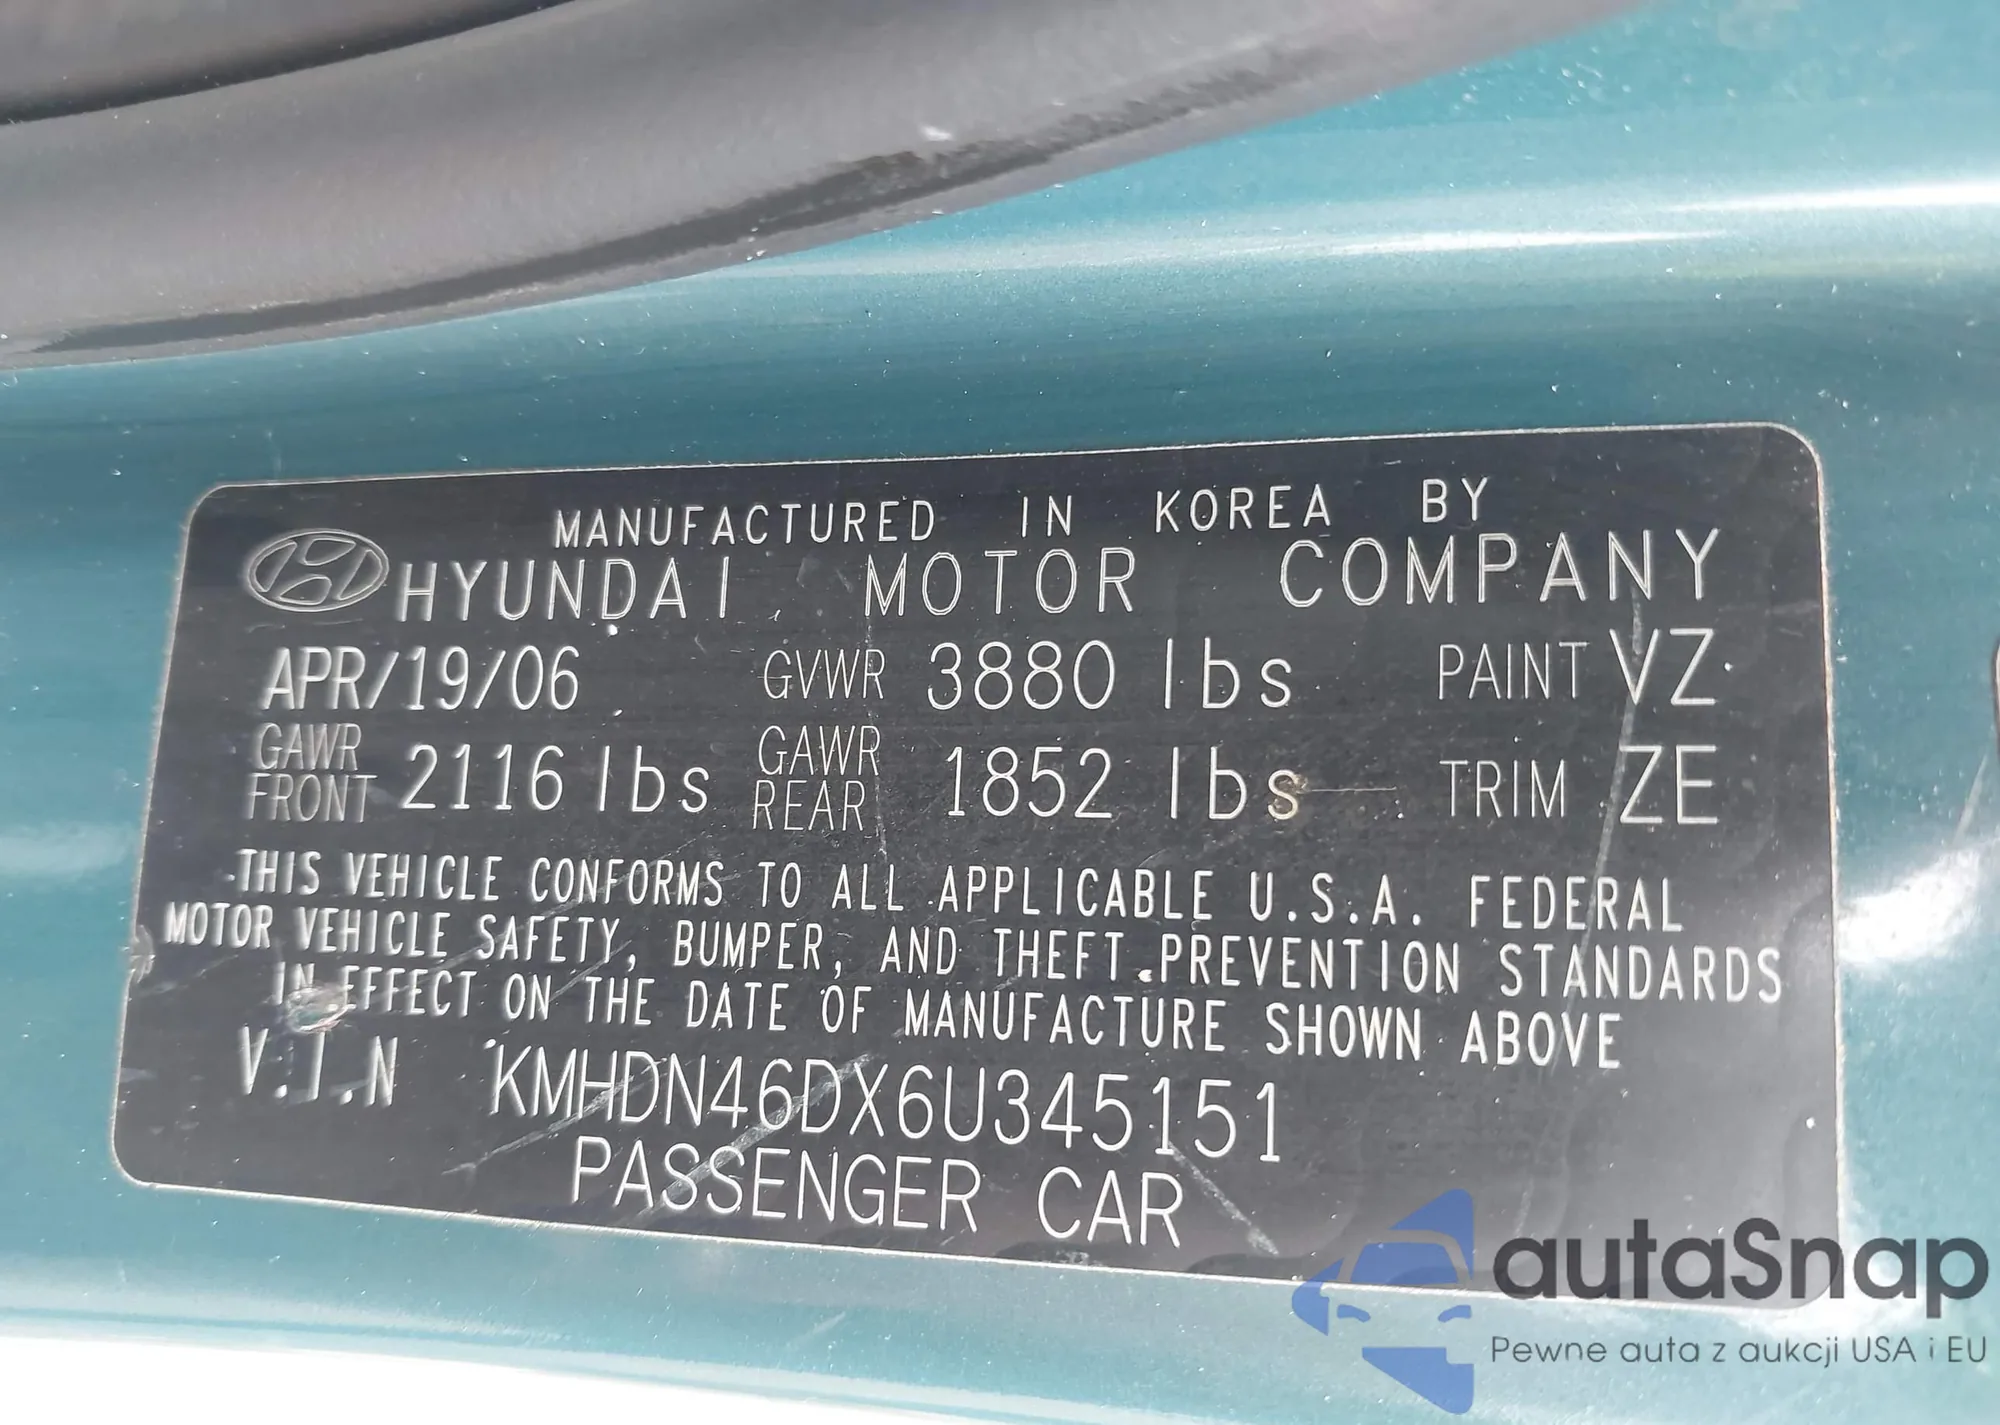 MANUFACTURED IN KOREA BY
HYUNDAI MOTOR COMPANY
APR/19/06 GVWR 3880 lbs PAINT VZ
GAWR FRONT 2116 lbs GAWR REAR 1852 lbs TRIM ZE
THIS VEHICLE CONFORMS TO ALL APPLICABLE U.S.A. FEDERAL
MOTOR VEHICLE SAFETY, BUMPER, AND THEFT PREVENTION STANDARDS
IN EFFECT ON THE DATE OF MANUFACTURE SHOWN ABOVE
V.I.N KMHDN46DX6U345151
PASSENGER CAR
autaSnap
Pewne auta z aukcji USA i EU